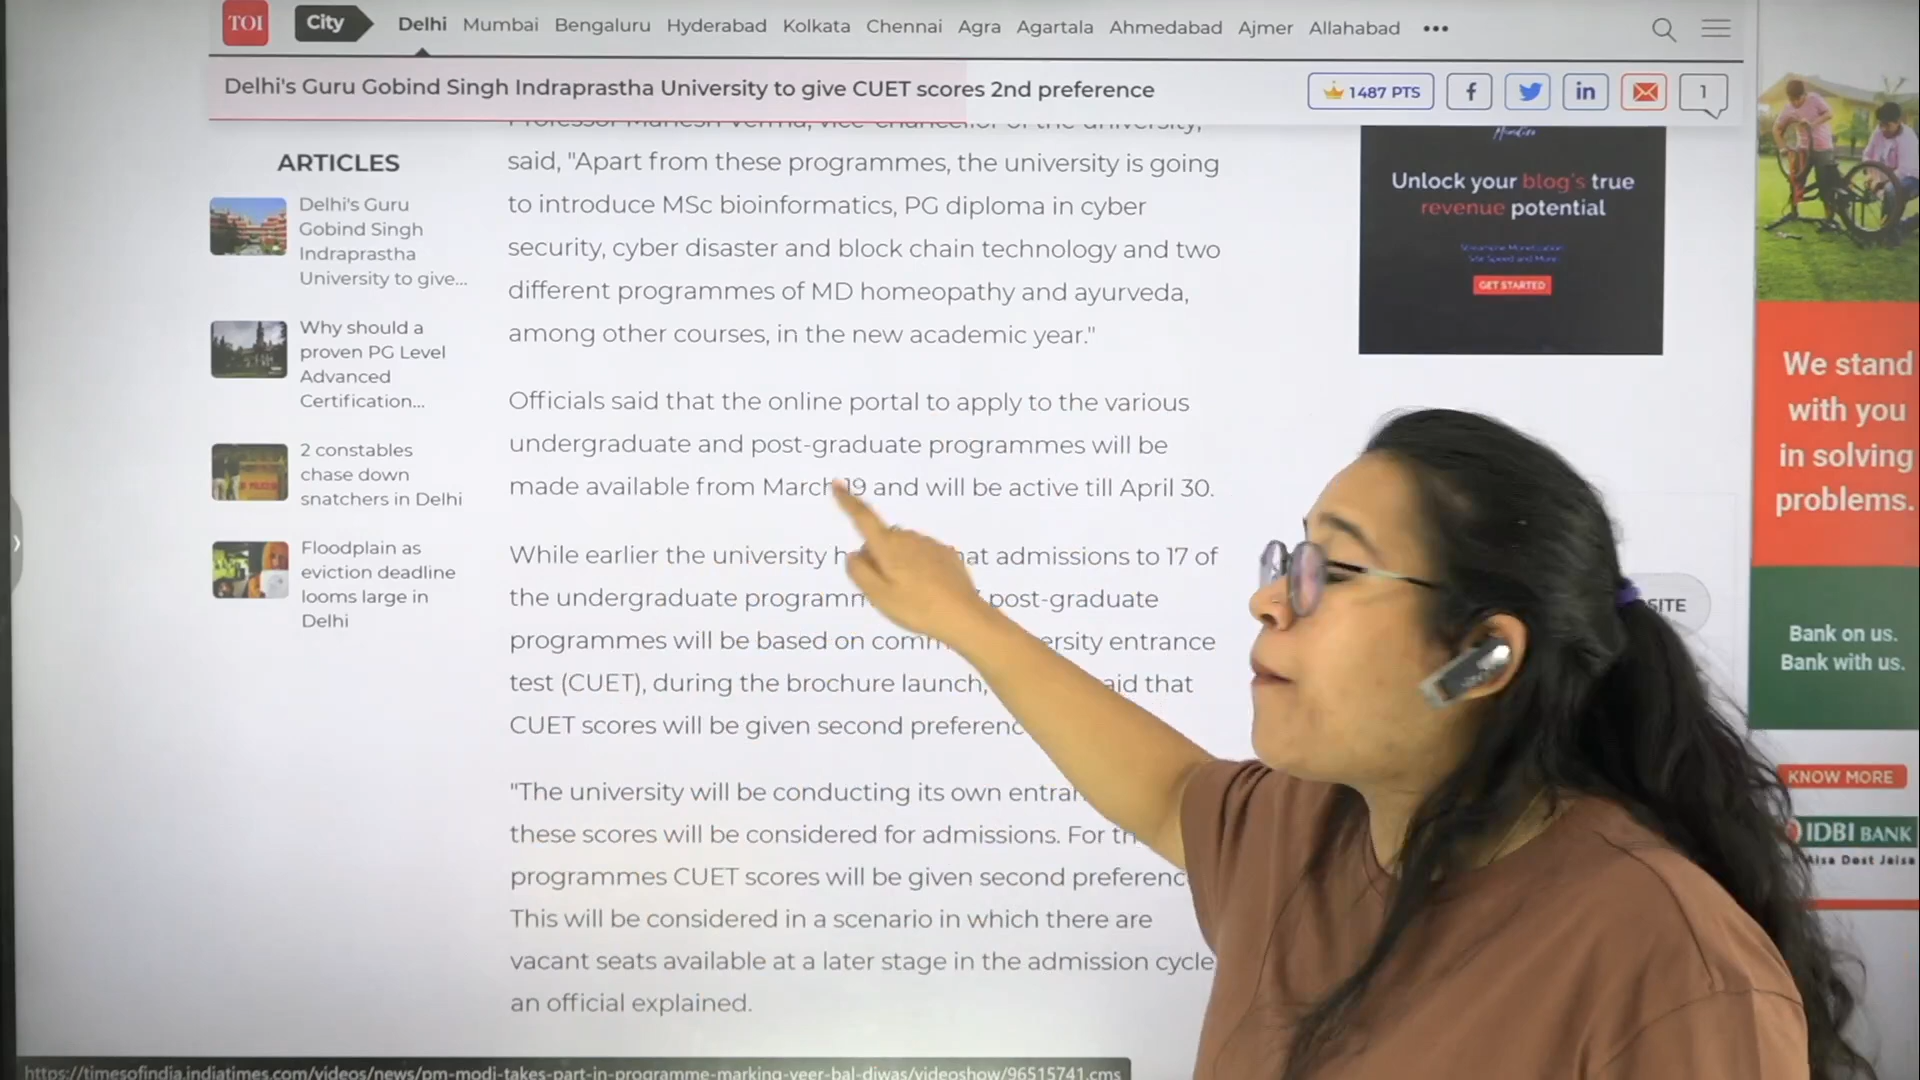 TOI
City
Delhi Mumbai Bengaluru Hyderabad Kolkata Chennai Agra Agartala Ahmedabad Ajmer Allahabad •••
Delhi's Guru Gobind Singh Indraprastha University to give CUET scores 2nd preference
1487 PTS
f
in
1
ARTICLES
Delhi's Guru
Gobind Singh
Indraprastha
University to give...
Why should a
proven PG Level
Advanced
Certification...
2 constables
chase down
snatchers in Delhi
Floodplain as
eviction deadline
looms large in
Delhi
Professor Mahesh Verma, vice-chancellor of the university,
said, "Apart from these programmes, the university is going
to introduce MSc bioinformatics, PG diploma in cyber
security, cyber disaster and block chain technology and two
different programmes of MD homeopathy and ayurveda,
among other courses, in the new academic year."
Officials said that the online portal to apply to the various
undergraduate and post-graduate programmes will be
made available from March 19 and will be active till April 30.
While earlier the university admissions to 17 of
the undergraduate post-graduate
programmes will be based on entrance
test (CUET), during the brochure launch, that
CUET scores will be given second
"The university will be conducting its own
these scores will be considered for admissions. For
programmes CUET scores will be given second
This will be considered in a scenario in which there are
vacant seats available at a later stage in the admission cycle
an official explained.
Unlock your blog's true
revenue potential
GET STARTED
We stand
with you
in solving
problems.
Bank on us.
Bank with us.
KNOW MORE
IDBI BANK
Aisa Dost Jaisa
https://timesofindia.indiatimes.com/videos/news/pm-modi-takes-part-in-programme-marking-veer-bal-diwas/videoshow/96515741.cms